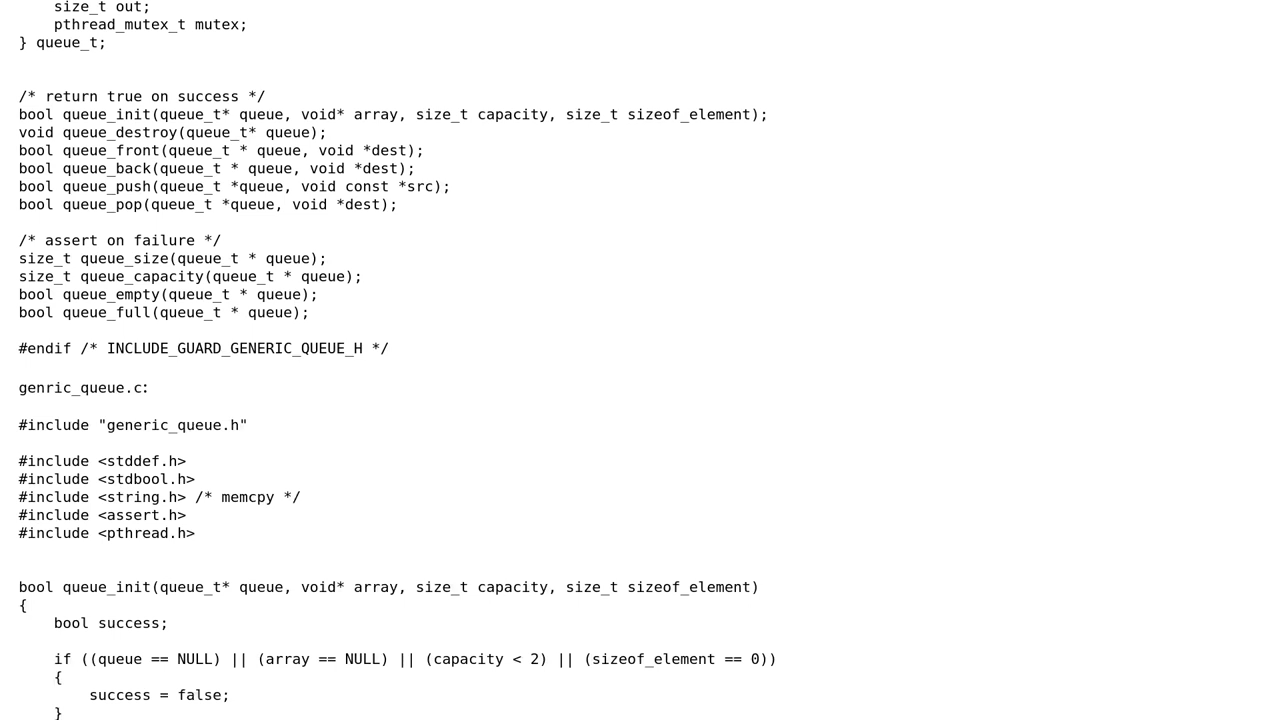 size_t out;
    pthread_mutex_t mutex;
} queue_t;
/* return true on success */
bool queue_init(queue_t* queue, void* array, size_t capacity, size_t sizeof_element);
void queue_destroy(queue_t* queue);
bool queue_front(queue_t * queue, void *dest);
bool queue_back(queue_t * queue, void *dest);
bool queue_push(queue_t *queue, void const *src);
bool queue_pop(queue_t *queue, void *dest);
/* assert on failure */
size_t queue_size(queue_t * queue);
size_t queue_capacity(queue_t * queue);
bool queue_empty(queue_t * queue);
bool queue_full(queue_t * queue);
#endif /* INCLUDE_GUARD_GENERIC_QUEUE_H */
genric_queue.c:
#include "generic_queue.h"
#include <stddef.h>
#include <stdbool.h>
#include <string.h> /* memcpy */
#include <assert.h>
#include <pthread.h>
bool queue_init(queue_t* queue, void* array, size_t capacity, size_t sizeof_element)
{
    bool success;
    if ((queue == NULL) || (array == NULL) || (capacity < 2) || (sizeof_element == 0))
    {
        success = false;
    }